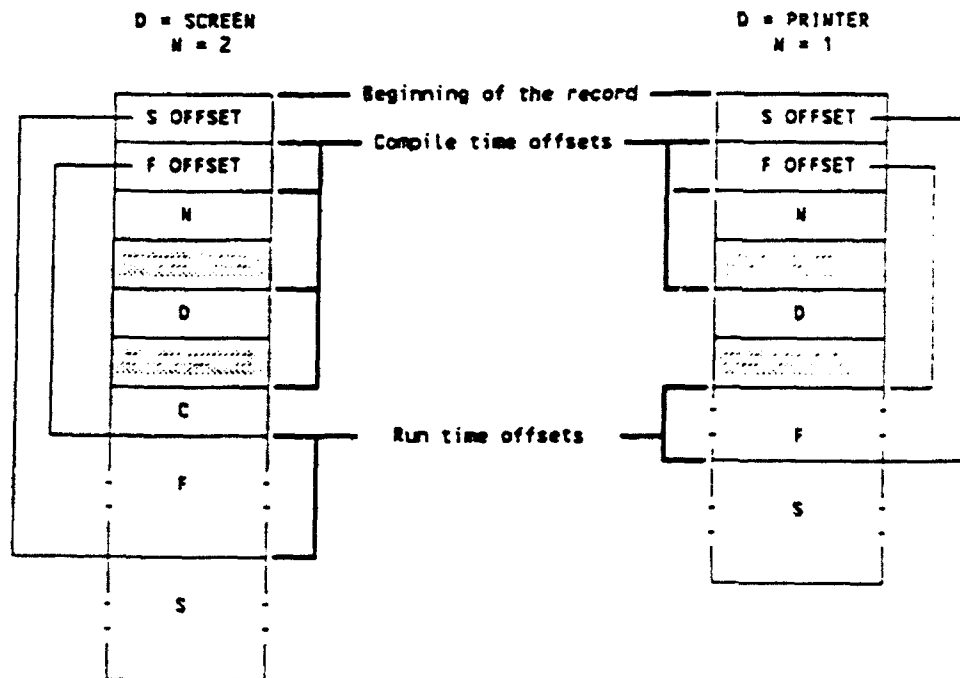 D = SCREEN
N = 2
D = PRINTER
N = 1
Beginning of the record
S OFFSET
S OFFSET
Compile time offsets
F OFFSET
F OFFSET
N
N
D
D
C
Run time offsets
F
F
S
S